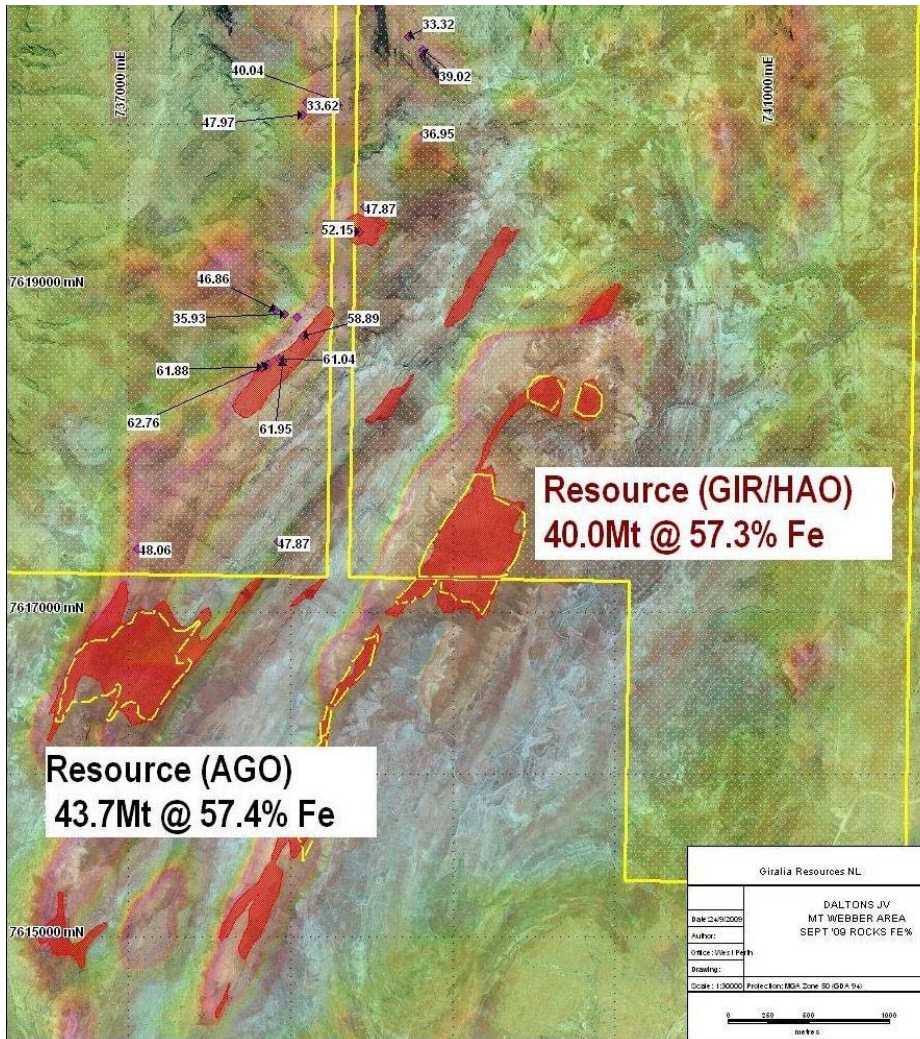 33.32
737000 mE
741000 mE
40.04
39.02
33.62
47.97
36.95
47.87
52.15
7619000 mN
46.86
35.93
58.89
61.88
61.04
62.76
61.95
Resource (GIR/HAO)
40.0Mt @ 57.3% Fe
48.06
47.87
7617000 mN
Resource (AGO)
43.7Mt @ 57.4% Fe
7615000 mN
Giralia Resources NL
DALTONS JV
MT WEBBER AREA
SEPT '09 ROCKS FE%
Date: 24/9/2009
Author:
Office: West Perth
Drawing:
Scale: 1:30000
Projection: MGA Zone 50 (GDA 94)
0 250 500 1000
metres